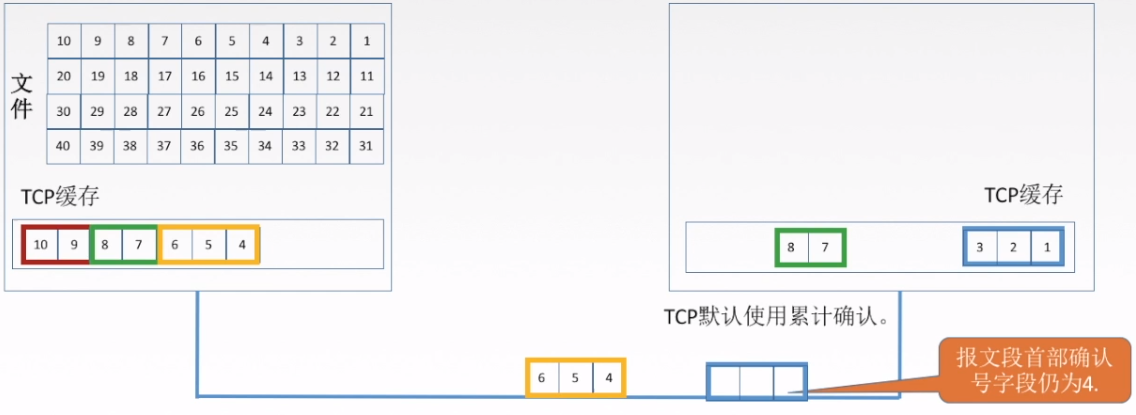 10 9 8 7 6 5 4 3 2 1
20 19 18 17 16 15 14 13 12 11
30 29 28 27 26 25 24 23 22 21
40 39 38 37 36 35 34 33 32 31
文
件
TCP缓存
10 9 8 7 6 5 4
TCP缓存
8 7 3 2 1
TCP默认使用累计确认。
6 5 4
报文段首部确认
号字段仍为4.